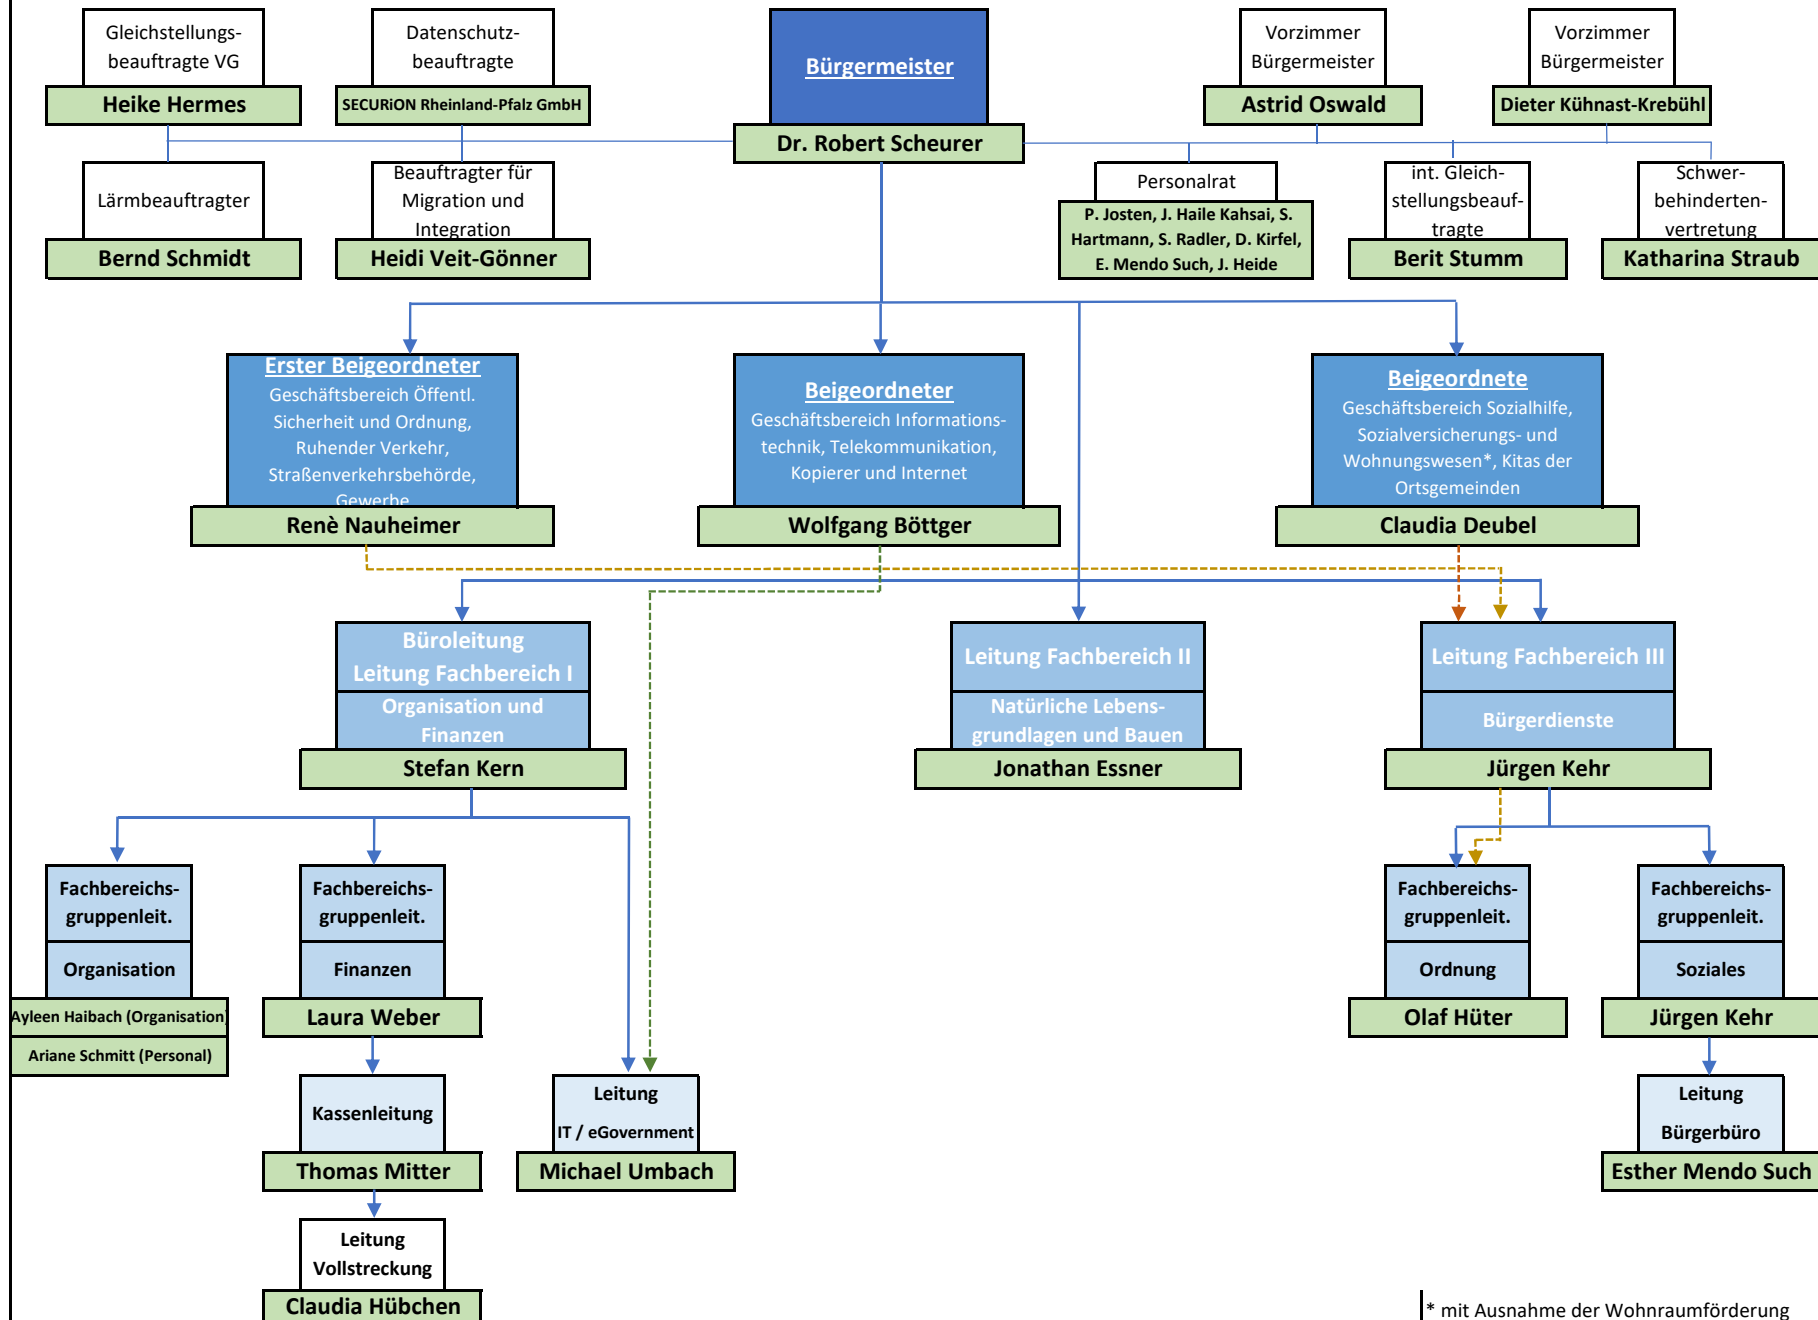 Gleichstellungs-
beauftragte VG
Heike Hermes
Datenschutz-
beauftragte
SECURiON Rheinland-Pfalz GmbH
Bürgermeister
Dr. Robert Scheurer
Vorzimmer
Bürgermeister
Astrid Oswald
Vorzimmer
Bürgermeister
Dieter Kühnast-Krebühl
Lärmbeauftragter
Bernd Schmidt
Beauftragter für
Migration und
Integration
Heidi Veit-Gönner
Personalrat
P. Josten, J. Haile Kahsai, S.
Hartmann, S. Radler, D. Kirfel,
E. Mendo Such, J. Heide
int. Gleich-
stellungsbeauf-
tragte
Berit Stumm
Schwer-
behinderten-
vertretung
Katharina Straub
Erster Beigeordneter
Geschäftsbereich Öffentl.
Sicherheit und Ordnung,
Ruhender Verkehr,
Straßenverkehrsbehörde,
Gewerbe
Renè Nauheimer
Beigeordneter
Geschäftsbereich Informations-
technik, Telekommunikation,
Kopierer und Internet
Wolfgang Böttger
Beigeordnete
Geschäftsbereich Sozialhilfe,
Sozialversicherungs- und
Wohnungswesen*, Kitas der
Ortsgemeinden
Claudia Deubel
Büroleitung
Leitung Fachbereich I
Organisation und
Finanzen
Stefan Kern
Leitung Fachbereich II
Natürliche Lebens-
grundlagen und Bauen
Jonathan Essner
Leitung Fachbereich III
Bürgerdienste
Jürgen Kehr
Fachbereichs-
gruppenleit.
Organisation
Ayleen Haibach (Organisation)
Ariane Schmitt (Personal)
Fachbereichs-
gruppenleit.
Finanzen
Laura Weber
Fachbereichs-
gruppenleit.
Ordnung
Olaf Hüter
Fachbereichs-
gruppenleit.
Soziales
Jürgen Kehr
Kassenleitung
Thomas Mitter
Leitung
IT / eGovernment
Michael Umbach
Leitung
Bürgerbüro
Esther Mendo Such
Leitung
Vollstreckung
Claudia Hübchen
* mit Ausnahme der Wohnraumförderung